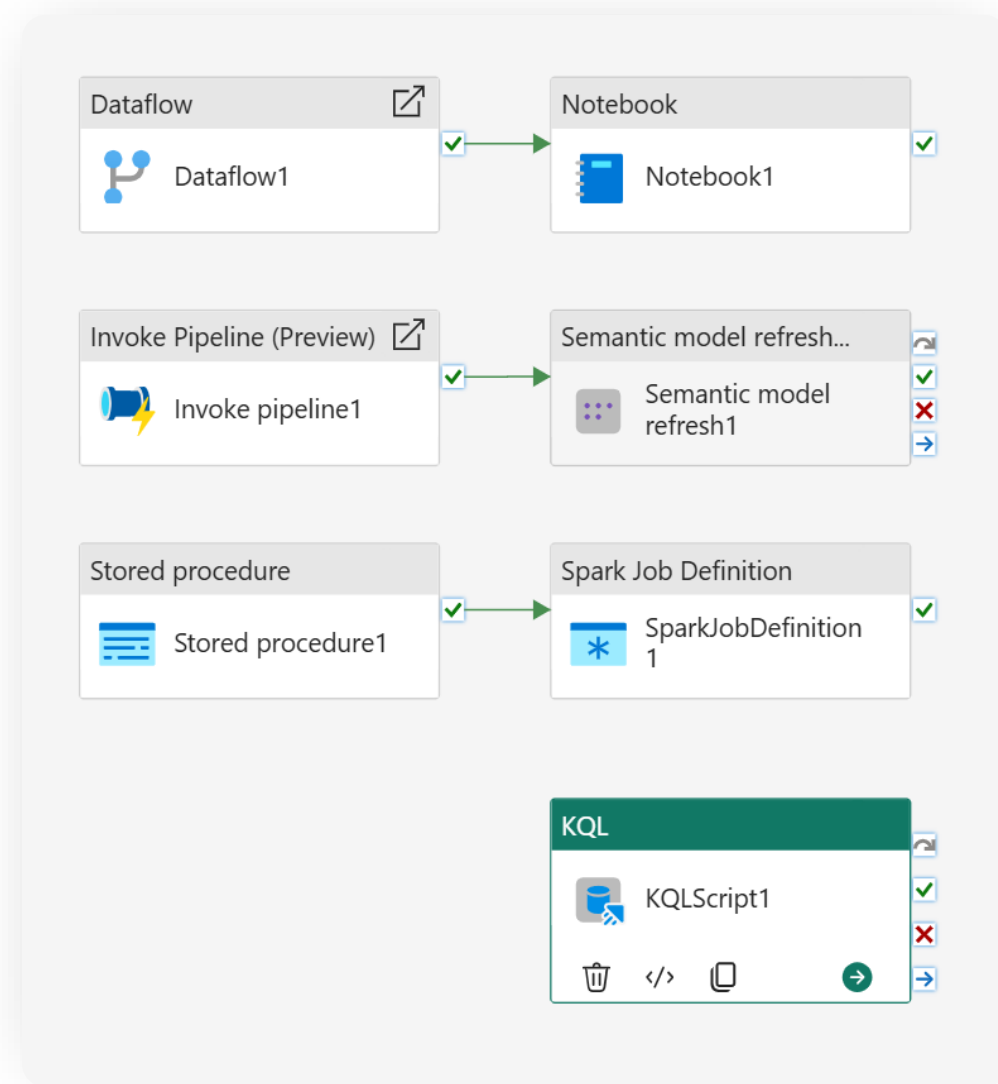 Dataflow
Dataflow1
Notebook
Notebook1
Invoke Pipeline (Preview)
Invoke pipeline1
Semantic model refresh...
Semantic model
refresh1
Stored procedure
Stored procedure1
Spark Job Definition
SparkJobDefinition
1
KQL
KQLScript1